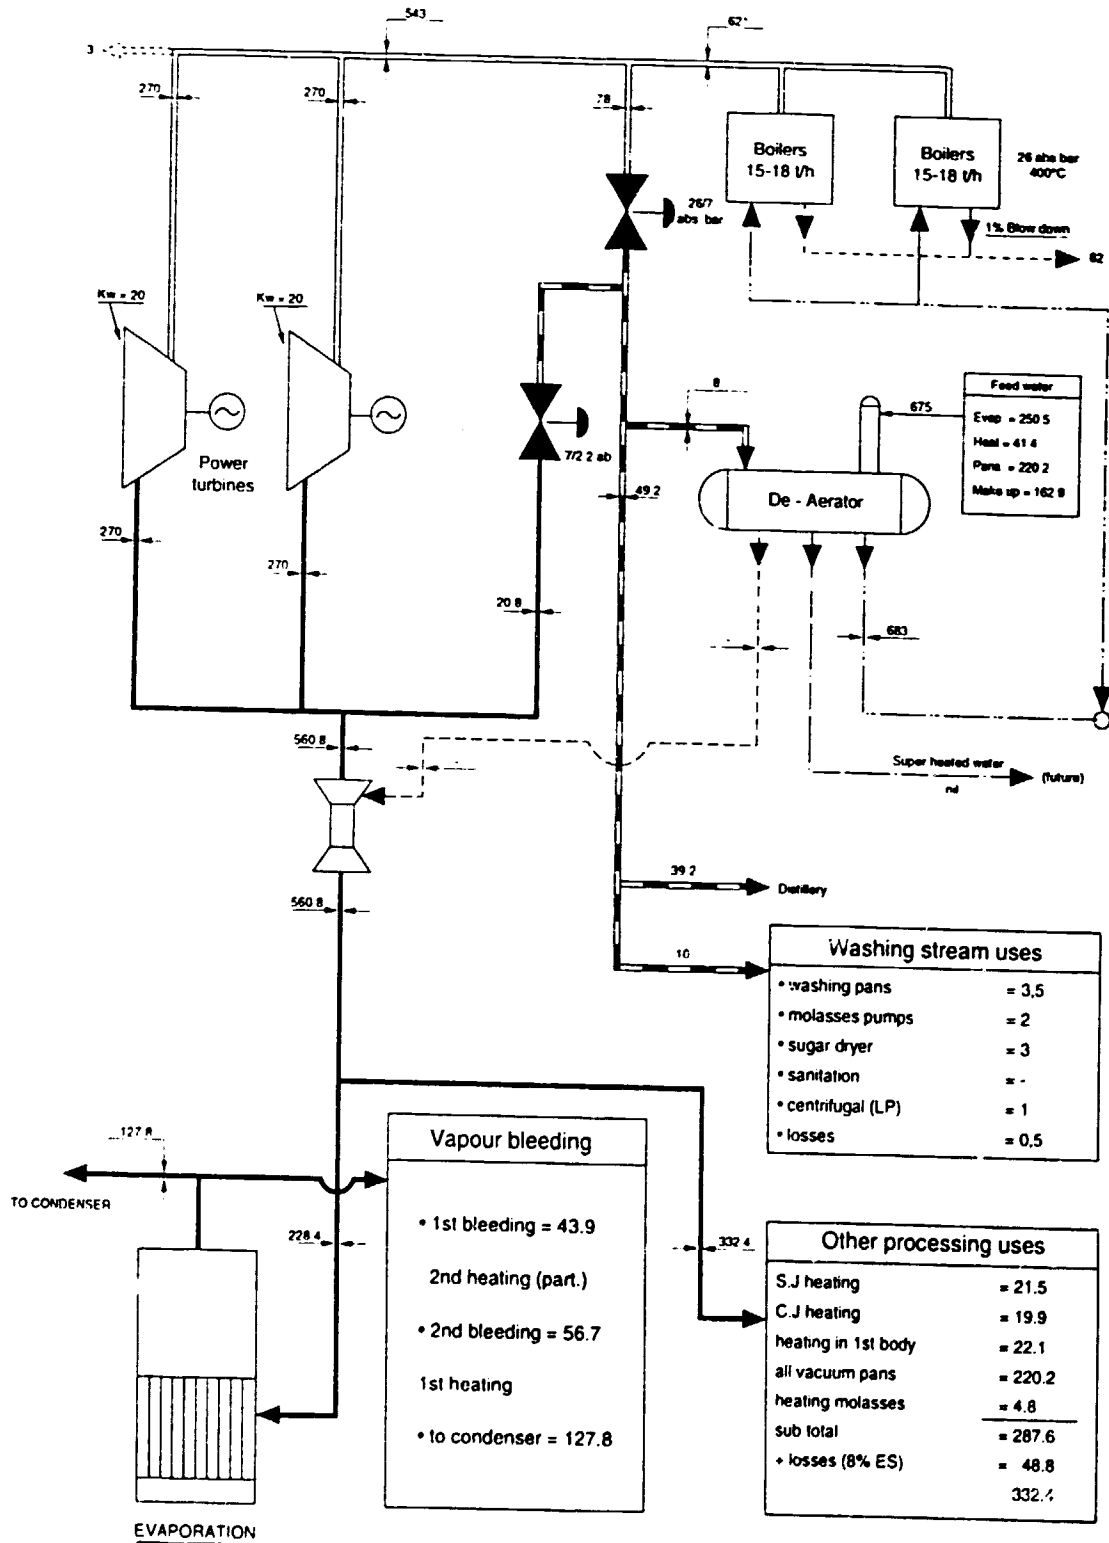 543
62'
3
270
270
78
Boilers
15-18 t/h
Boilers
15-18 t/h
26 abs bar
400°C
26/7
abs bar
1% Blow down
82
Kw = 20
Kw = 20
8
675
Feed water
Evap = 250 5
Heat = 41 4
Pans = 220 2
Make up = 162 9
7/2 2 ab
Power
turbines
49.2
De - Aerator
270
270
20 8
683
560.8
Super heated water
nil
(future)
39 2
Distillery
560.8
10
Washing stream uses
• washing pans = 3,5
• molasses pumps = 2
• sugar dryer = 3
• sanitation = -
• centrifugal (LP) = 1
• losses = 0,5
127.8
TO CONDENSER
Vapour bleeding
• 1st bleeding = 43.9
2nd heating (part.)
• 2nd bleeding = 56.7
1st heating
• to condenser = 127.8
228.4
332.4
Other processing uses
S.J heating = 21.5
C.J heating = 19.9
heating in 1st body = 22.1
all vacuum pans = 220.2
heating molasses = 4.8
sub total = 287.6
+ losses (8% ES) = 48.8
332.4
EVAPORATION